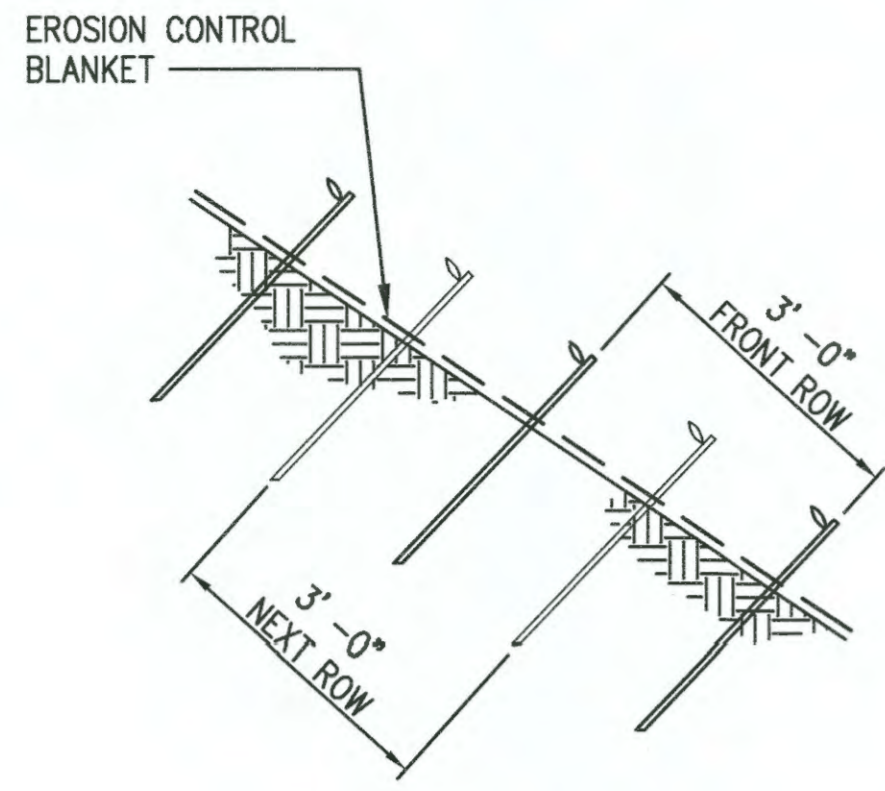 EROSION CONTROL
BLANKET
3' -0"
FRONT ROW
3' -0"
NEXT ROW